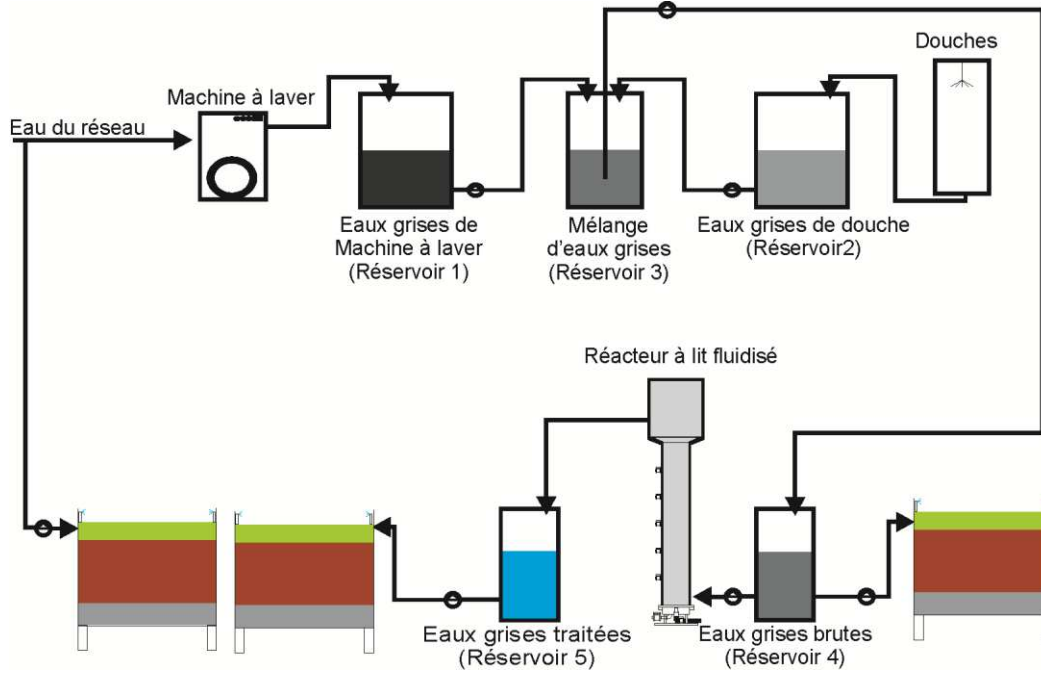 Douches
Machine à laver
Eau du réseau
Eaux grises de
Machine à laver
(Réservoir 1)
Mélange
d'eaux grises
(Réservoir 3)
Eaux grises de douche
(Réservoir2)
Réacteur à lit fluidisé
Eaux grises traitées
(Réservoir 5)
Eaux grises brutes
(Réservoir 4)